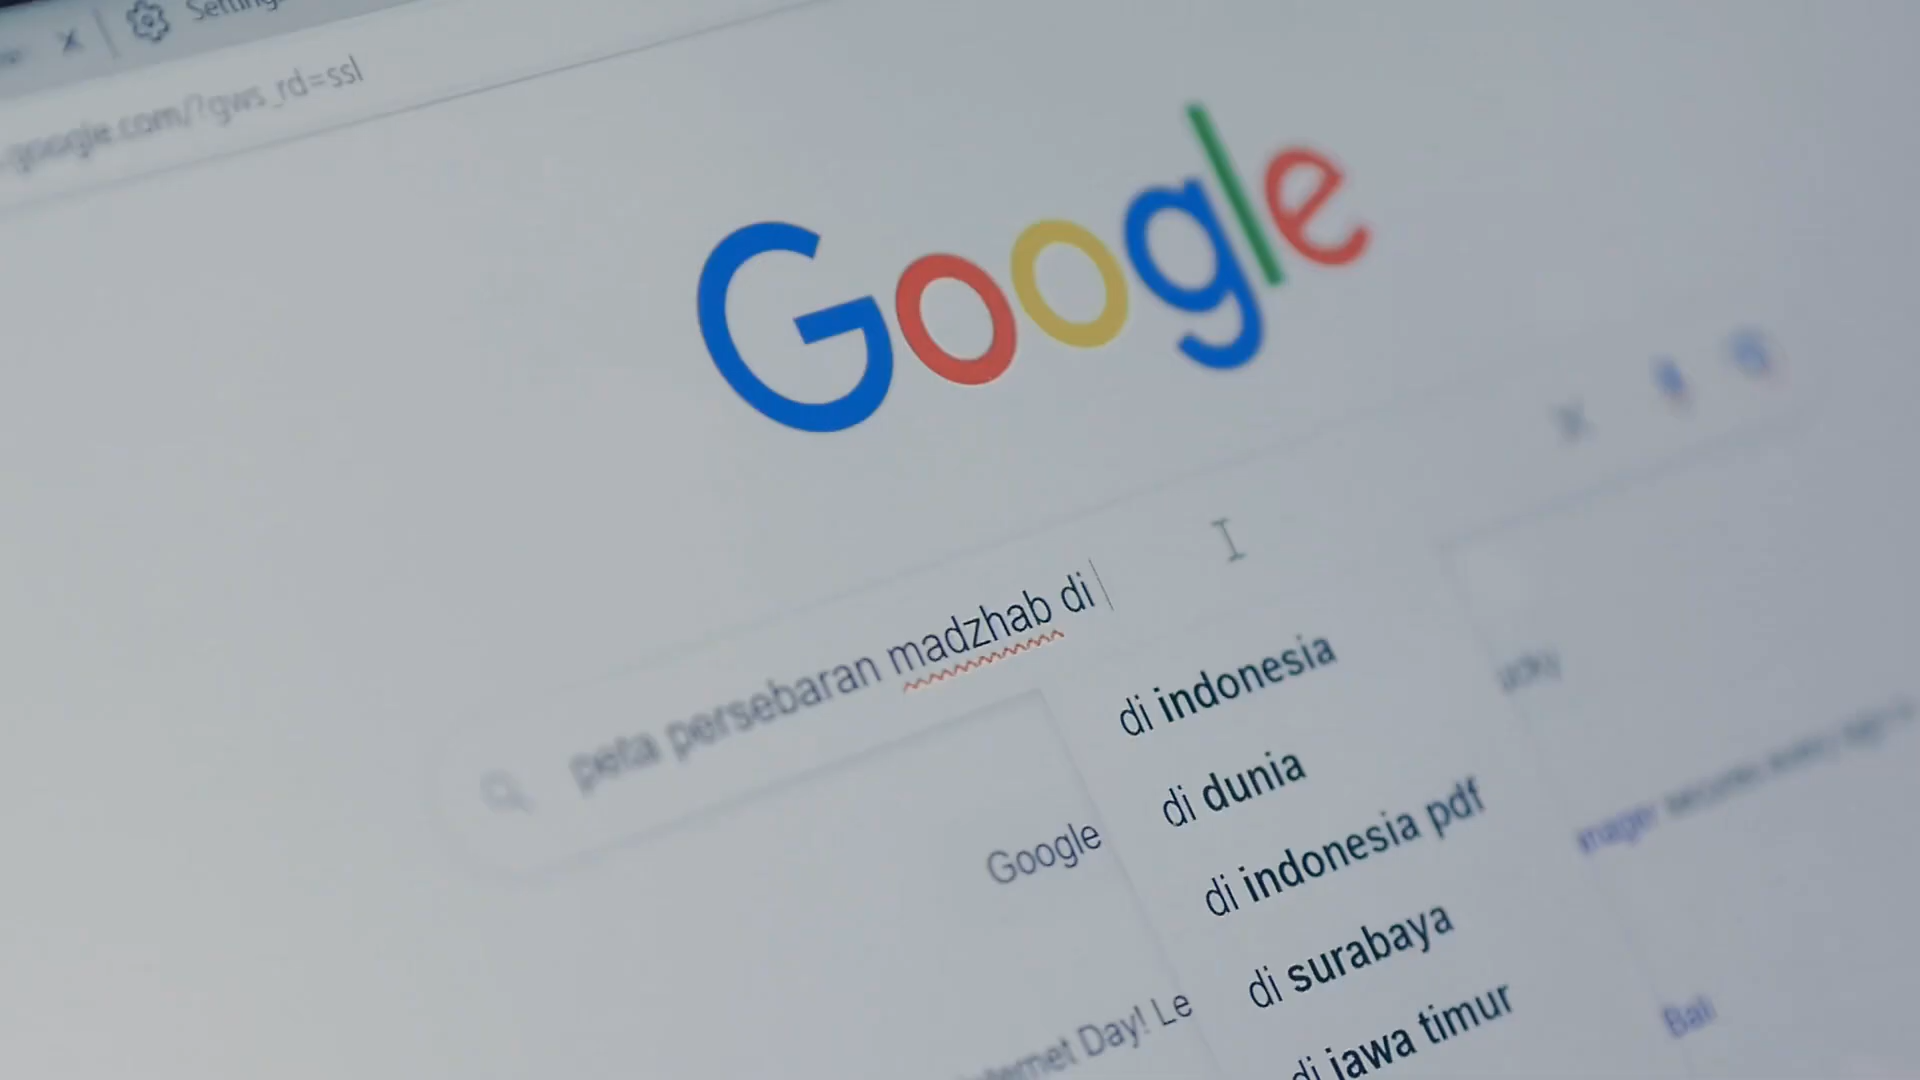 Settings
google.com/?gws_rd=ssl
Google
peta persebaran madzhab di
di indonesia
di dunia
di indonesia pdf
di surabaya
di jawa timur
Google
Internet Day! Le
Bali